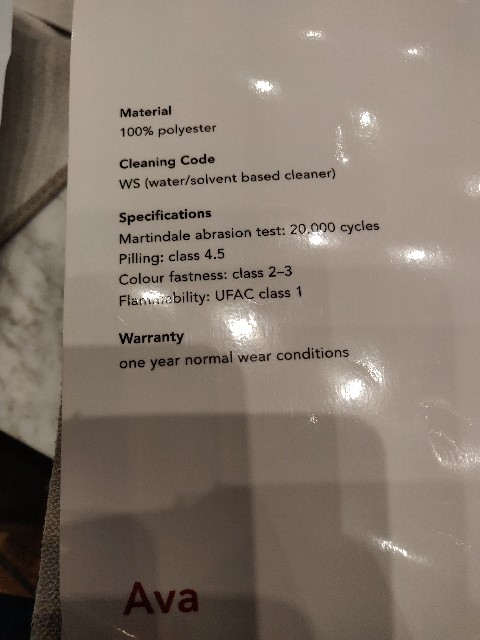 Material
100% polyester
Cleaning Code
WS (water/solvent based cleaner)
Specifications
Martindale abrasion test: 20,000 cycles
Pilling: class 4.5
Colour fastness: class 2–3
Flammability: UFAC class 1
Warranty
one year normal wear conditions
Ava